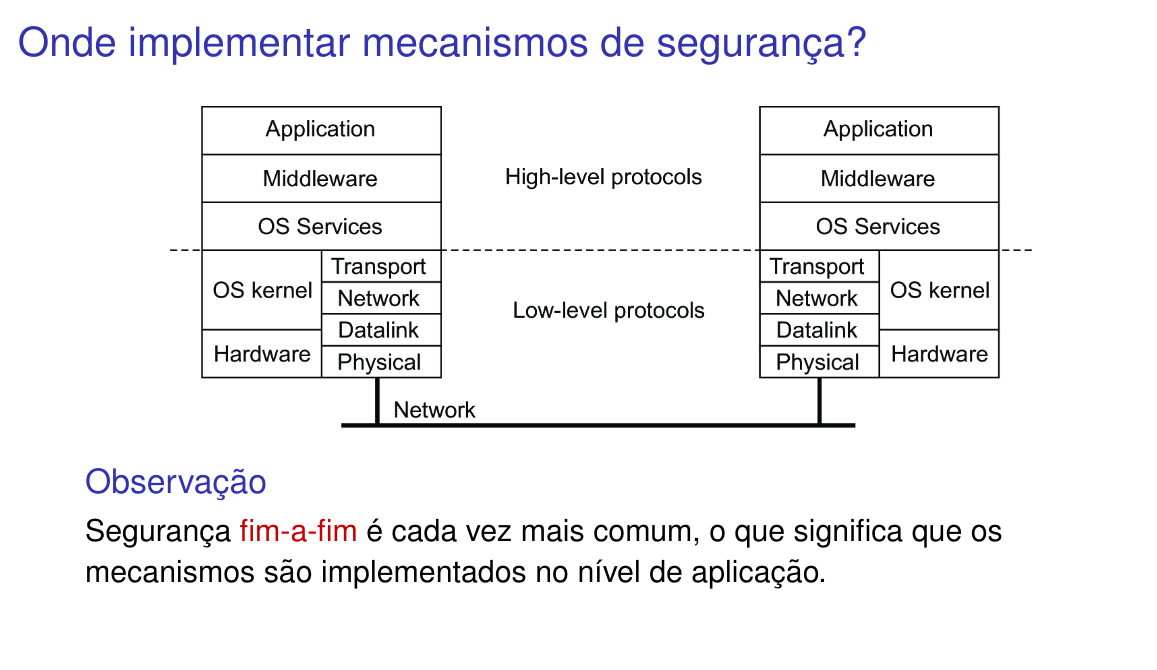 Onde implementar mecanismos de segurança?
Application
Middleware
OS Services
OS kernel
Hardware
Transport
Network
Datalink
Physical
High-level protocols
Low-level protocols
Network
Application
Middleware
OS Services
Transport
Network
Datalink
Physical
OS kernel
Hardware
Observação
Segurança fim-a-fim é cada vez mais comum, o que significa que os
mecanismos são implementados no nível de aplicação.